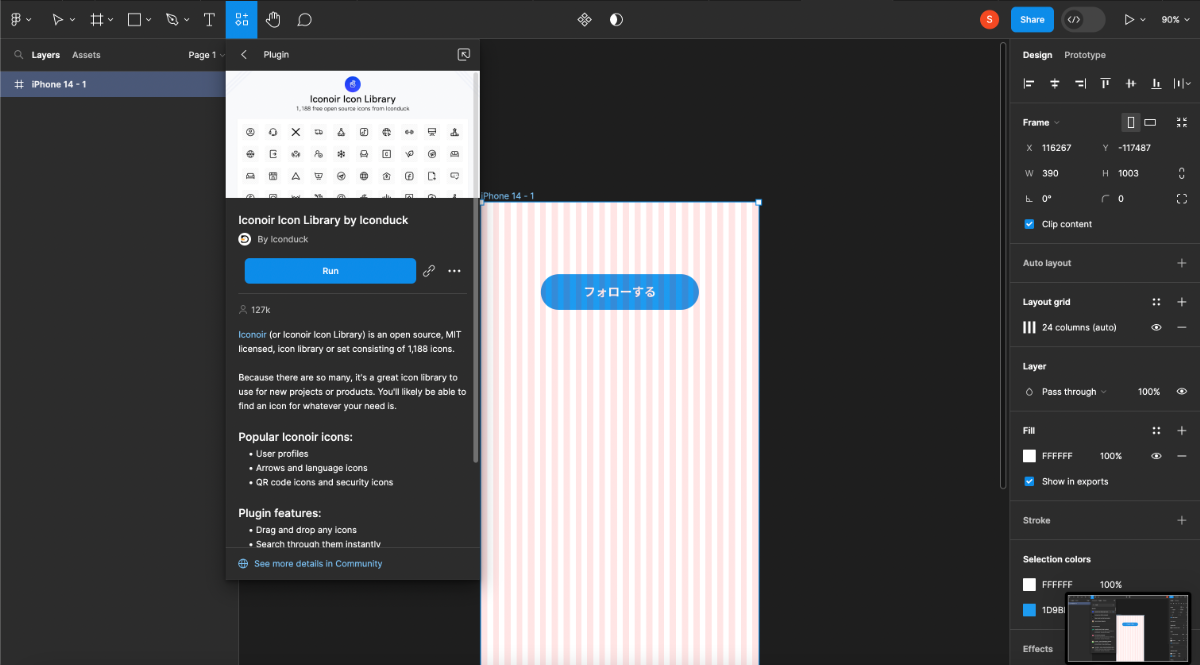 S
Share
90%
Layers
Assets
Page 1
iPhone 14 - 1
Plugin
Iconoir Icon Library
1,188 free open source icons from Iconduck
Iconoir Icon Library by Iconduck
By Iconduck
Run
127k
Iconoir (or Iconoir Icon Library) is an open source, MIT
licensed, icon library or set consisting of 1,188 icons.
Because there are so many, it's a great icon library to
use for new projects or products. You'll likely be able to
find an icon for whatever your need is.
Popular Iconoir icons:
• User profiles
• Arrows and language icons
• QR code icons and security icons
Plugin features:
• Drag and drop any icons
• Search through them instantly
See more details in Community
iPhone 14 - 1
フォローする
Design
Prototype
Frame
X 116267 Y -117487
W 390 H 1003
0° 0
Clip content
Auto layout
Layout grid
24 columns (auto)
Layer
Pass through 100%
Fill
FFFFFF 100%
Show in exports
Stroke
Selection colors
FFFFFF 100%
Effects